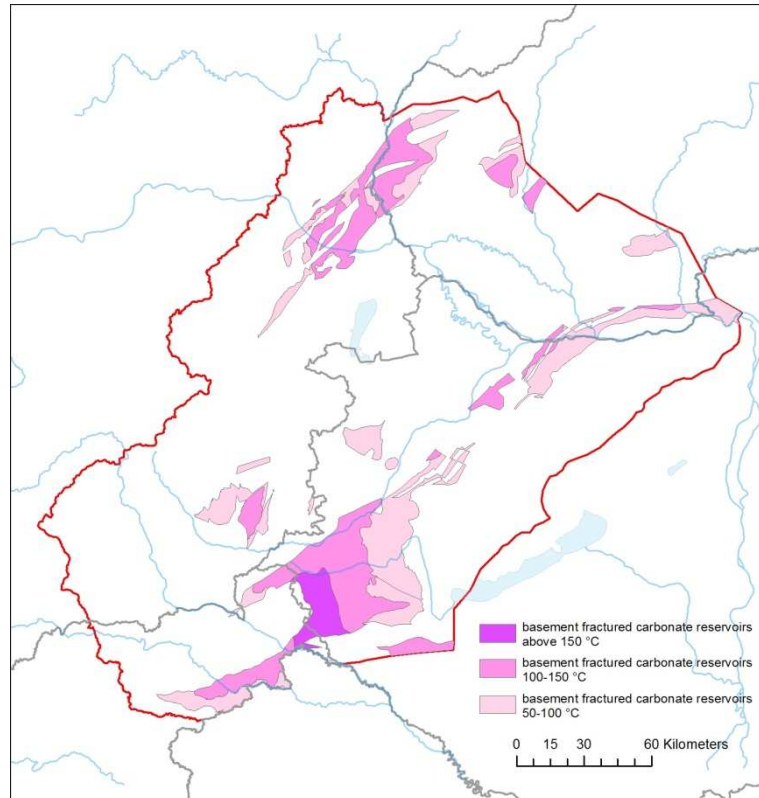 basement fractured carbonate reservoirs
above 150 °C
basement fractured carbonate reservoirs
100-150 °C
basement fractured carbonate reservoirs
50-100 °C
0 15 30 60 Kilometers